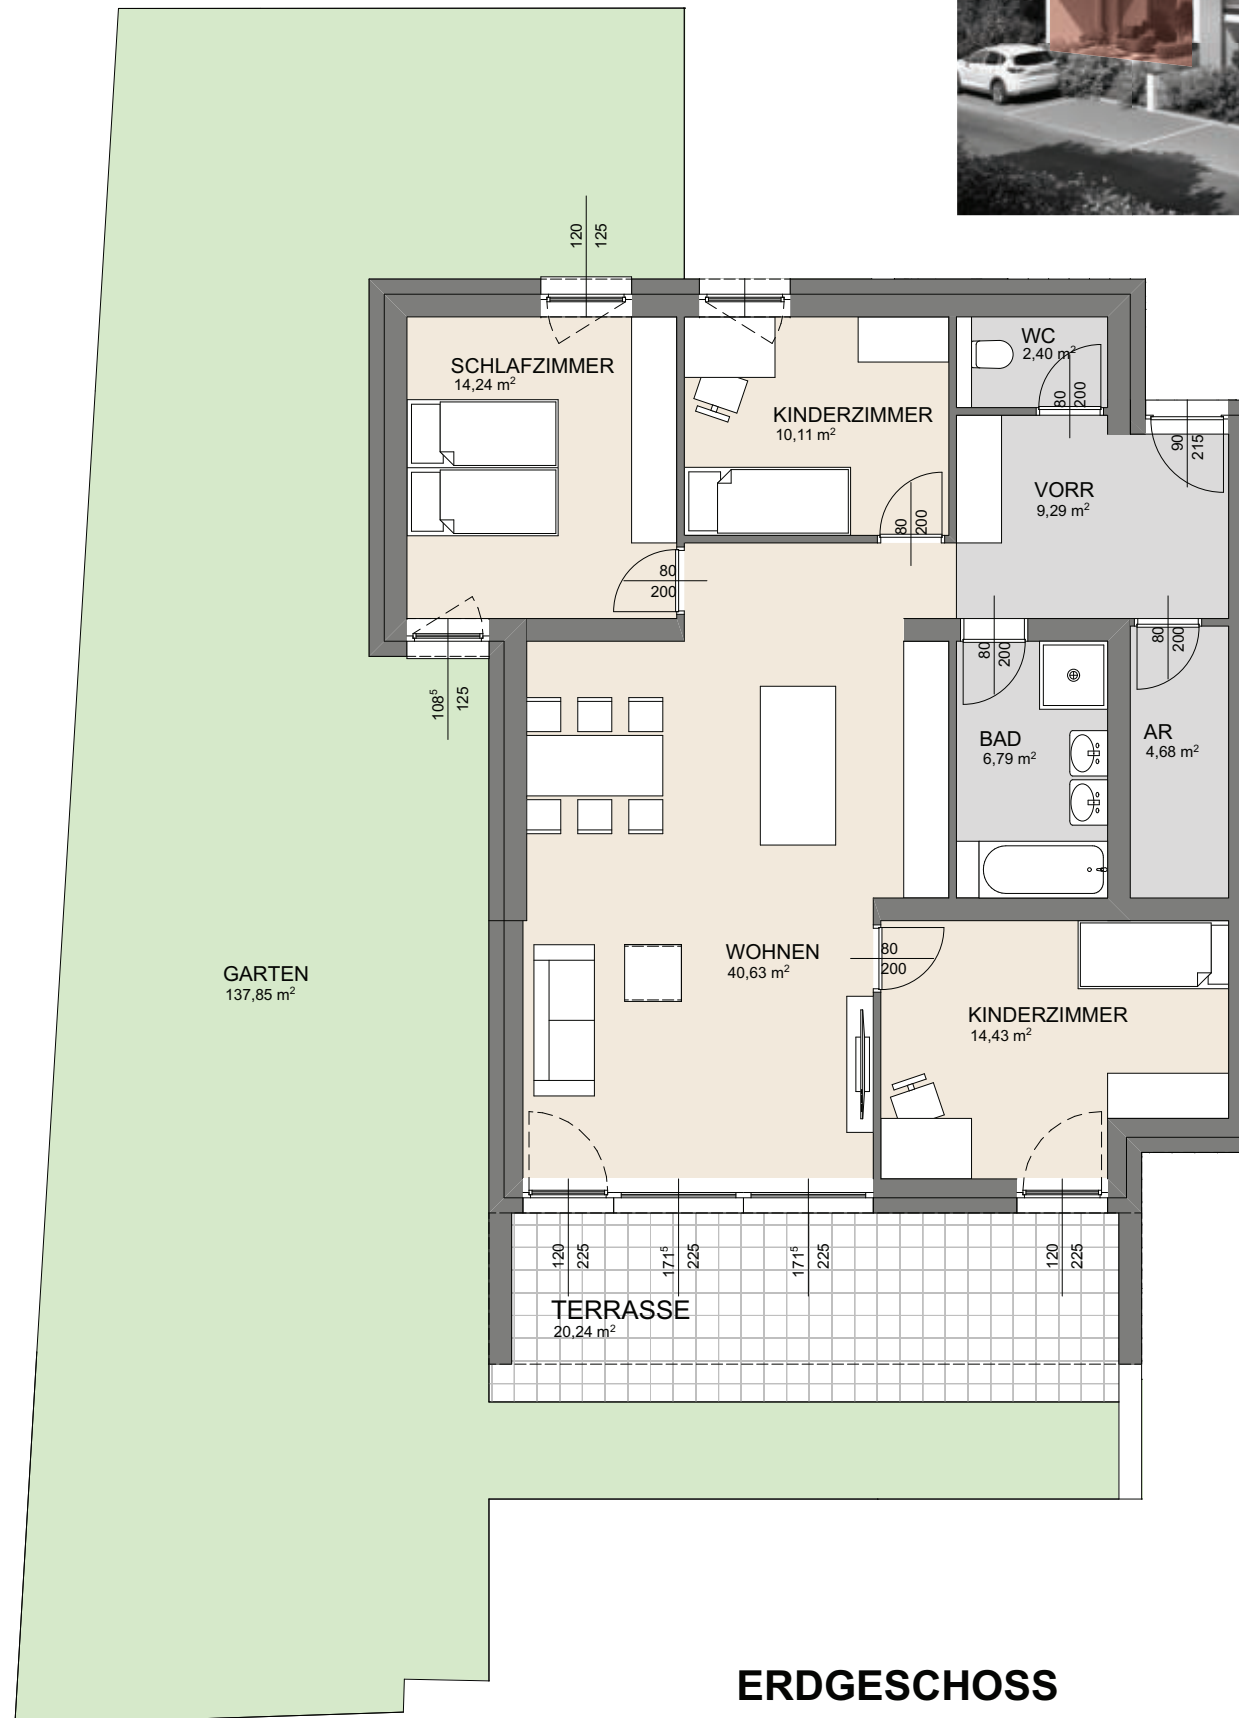 120
125
WC
2,40 m²
SCHLAFZIMMER
14,24 m²
80
200
KINDERZIMMER
10,11 m²
90
215
VORR
9,29 m²
80
200
80
200
80
200
80
200
108⁵
125
BAD
6,79 m²
AR
4,68 m²
GARTEN
137,85 m²
WOHNEN
40,63 m²
80
200
KINDERZIMMER
14,43 m²
120
225
171⁵
225
171⁵
225
120
225
TERRASSE
20,24 m²
ERDGESCHOSS